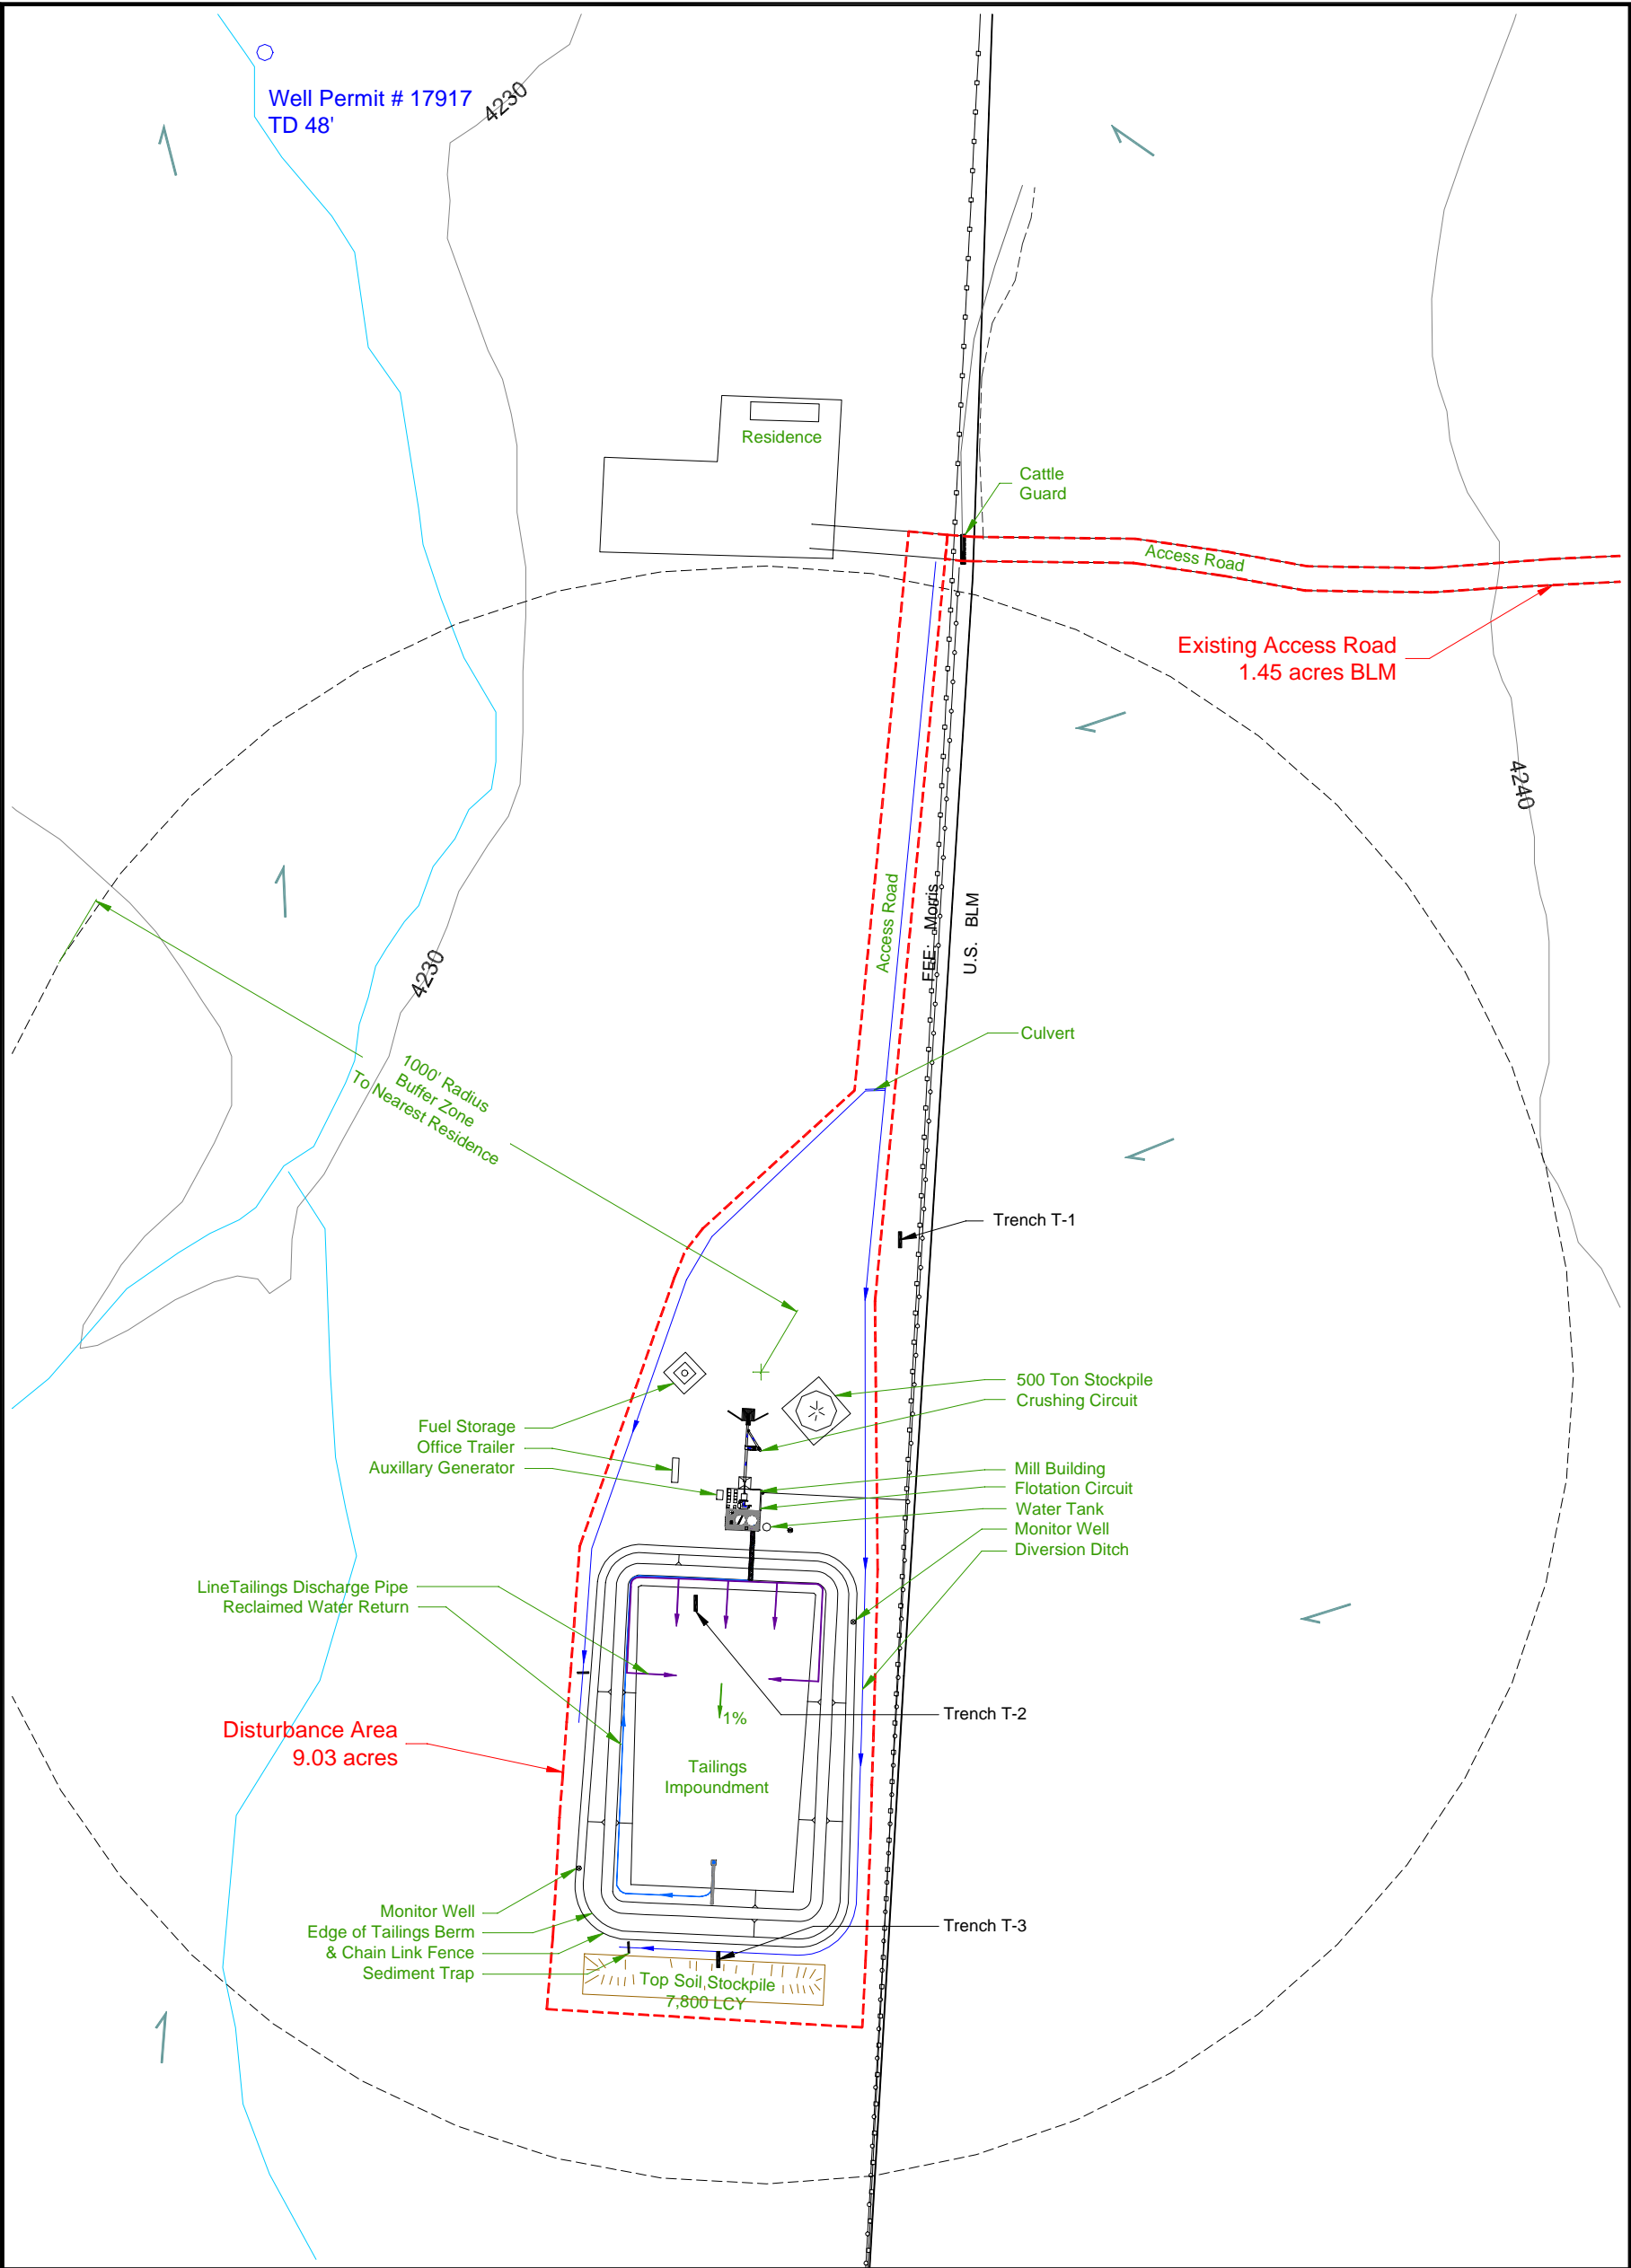 Well Permit # 17917
TD 48'
4230
Residence
Cattle
Guard
Access Road
Existing Access Road
1.45 acres BLM
4240
Access Road
FEE: Morris
U.S. BLM
4230
Culvert
1000' Radius
Buffer Zone
To Nearest Residence
Trench T-1
500 Ton Stockpile
Crushing Circuit
Fuel Storage
Office Trailer
Auxillary Generator
Mill Building
Flotation Circuit
Water Tank
Monitor Well
Diversion Ditch
LineTailings Discharge Pipe
Reclaimed Water Return
1%
Trench T-2
Disturbance Area
9.03 acres
Tailings
Impoundment
Monitor Well
Edge of Tailings Berm
& Chain Link Fence
Sediment Trap
Trench T-3
Top Soil Stockpile
7,800 LCY